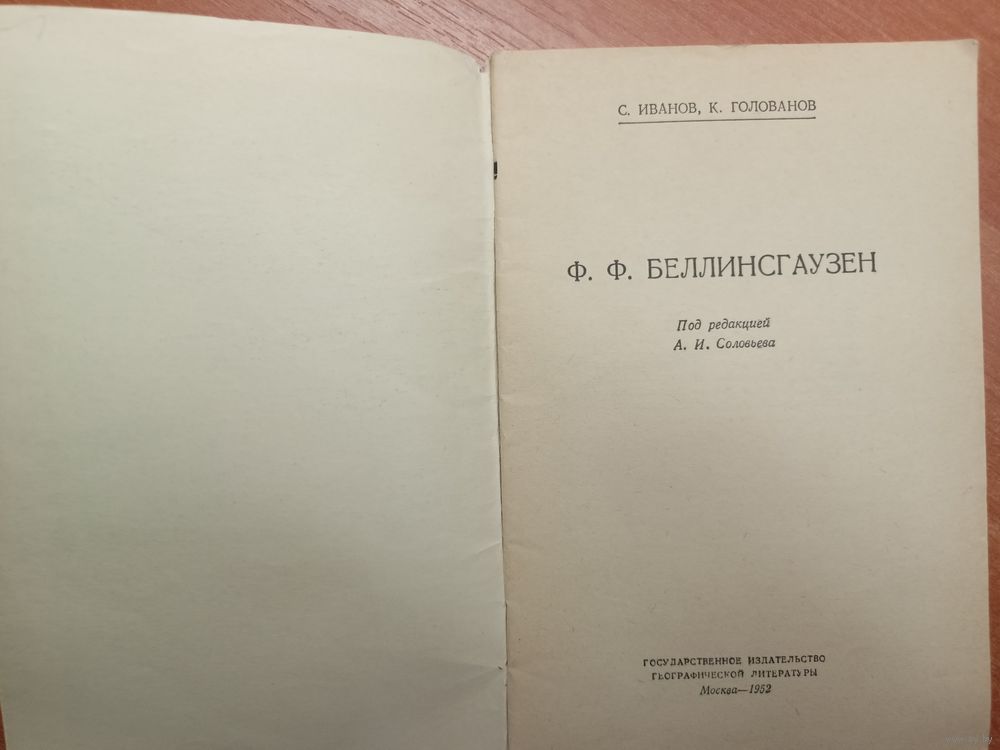 С. ИВАНОВ, К. ГОЛОВАНОВ
Ф. Ф. БЕЛЛИНСГАУЗЕН
Под редакцией
А. И. Соловьева
ГОСУДАРСТВЕННОЕ ИЗДАТЕЛЬСТВО
ГЕОГРАФИЧЕСКОЙ ЛИТЕРАТУРЫ
Москва—1952